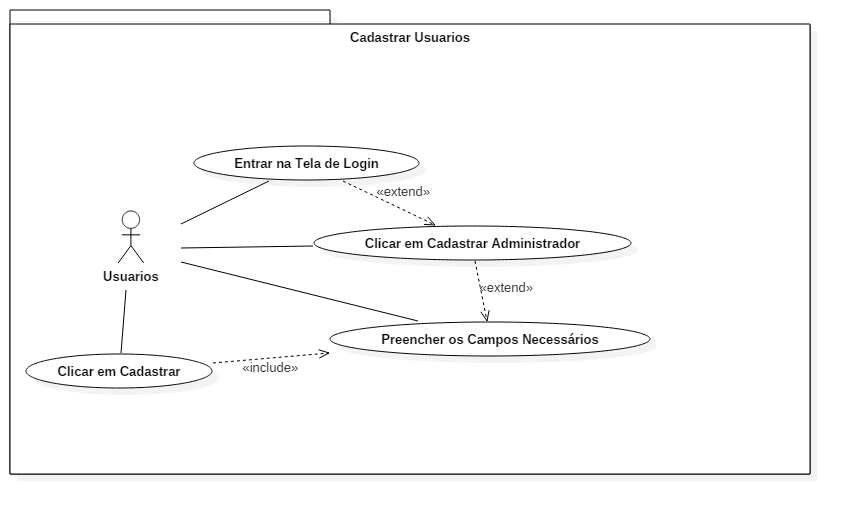 Cadastrar Usuarios
Entrar na Tela de Login
«extend»
Clicar em Cadastrar Administrador
Usuarios
«extend»
Preencher os Campos Necessários
Clicar em Cadastrar
«include»